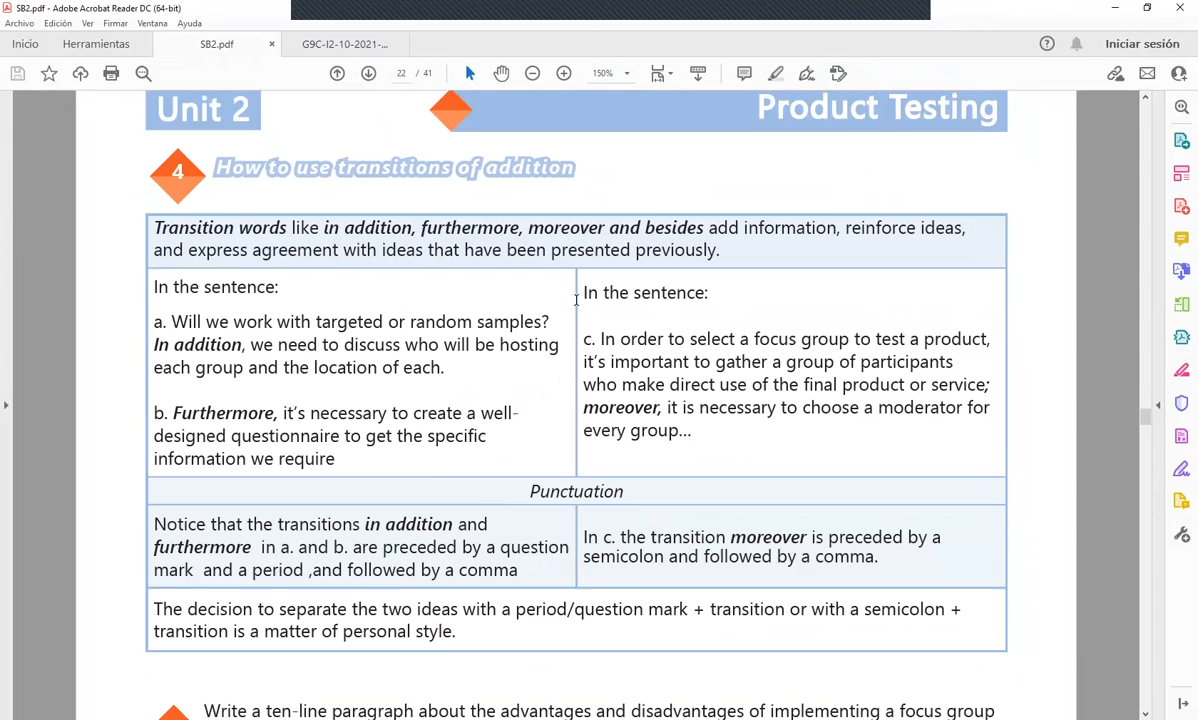 SB2.pdf - Adobe Acrobat Reader DC (64-bit)
Archivo Edición Ver Firmar Ventana Ayuda
Inicio Herramientas SB2.pdf × G9C-I2-10-2021-... Iniciar sesión
22 / 41 150%
Unit 2 Product Testing
4 How to use transitions of addition
Transition words like in addition, furthermore, moreover and besides add information, reinforce ideas,
and express agreement with ideas that have been presented previously.
In the sentence:
a. Will we work with targeted or random samples?
In addition, we need to discuss who will be hosting
each group and the location of each.
b. Furthermore, it's necessary to create a well-
designed questionnaire to get the specific
information we require
In the sentence:
c. In order to select a focus group to test a product,
it's important to gather a group of participants
who make direct use of the final product or service;
moreover, it is necessary to choose a moderator for
every group...
Punctuation
Notice that the transitions in addition and
furthermore in a. and b. are preceded by a question
mark and a period ,and followed by a comma
In c. the transition moreover is preceded by a
semicolon and followed by a comma.
The decision to separate the two ideas with a period/question mark + transition or with a semicolon +
transition is a matter of personal style.
Write a ten-line paragraph about the advantages and disadvantages of implementing a focus group